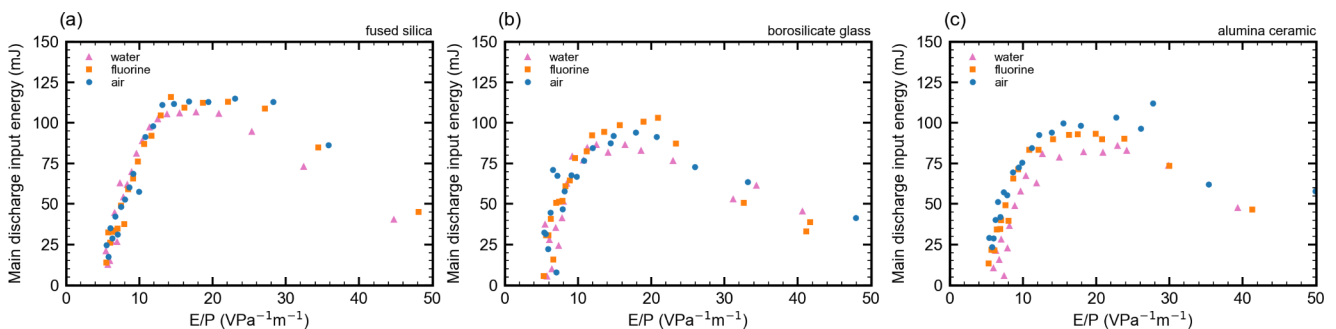 (a)
fused silica
150
125
100
75
50
25
0
Main discharge input energy (mJ)
water
fluorine
air
0 10 20 30 40 50
E/P (VPa⁻¹m⁻¹)
(b)
borosilicate glass
150
125
100
75
50
25
0
Main discharge input energy (mJ)
water
fluorine
air
0 10 20 30 40 50
E/P (VPa⁻¹m⁻¹)
(c)
alumina ceramic
150
125
100
75
50
25
0
Main discharge input energy (mJ)
water
fluorine
air
0 10 20 30 40 50
E/P (VPa⁻¹m⁻¹)